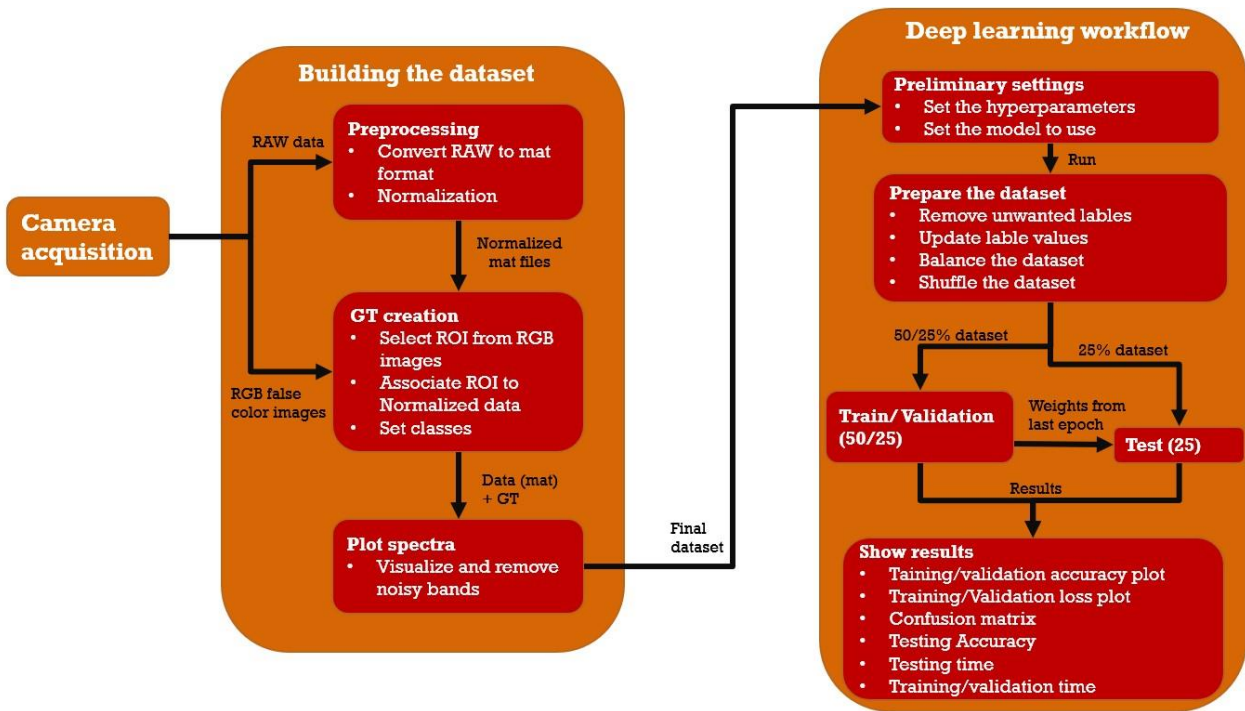 Camera
acquisition
RAW data
RGB false
color images
Building the dataset
Preprocessing
• Convert RAW to mat
format
• Normalization
Normalized
mat files
GT creation
• Select ROI from RGB
images
• Associate ROI to
Normalized data
• Set classes
Data (mat)
+ GT
Plot spectra
• Visualize and remove
noisy bands
Final
dataset
Deep learning workflow
Preliminary settings
• Set the hyperparameters
• Set the model to use
Run
Prepare the dataset
• Remove unwanted lables
• Update lable values
• Balance the dataset
• Shuffle the dataset
50/25% dataset
25% dataset
Train/ Validation
(50/25)
Weights from
last epoch
Test (25)
Results
Show results
• Taining/validation accuracy plot
• Training/Validation loss plot
• Confusion matrix
• Testing Accuracy
• Testing time
• Training/validation time